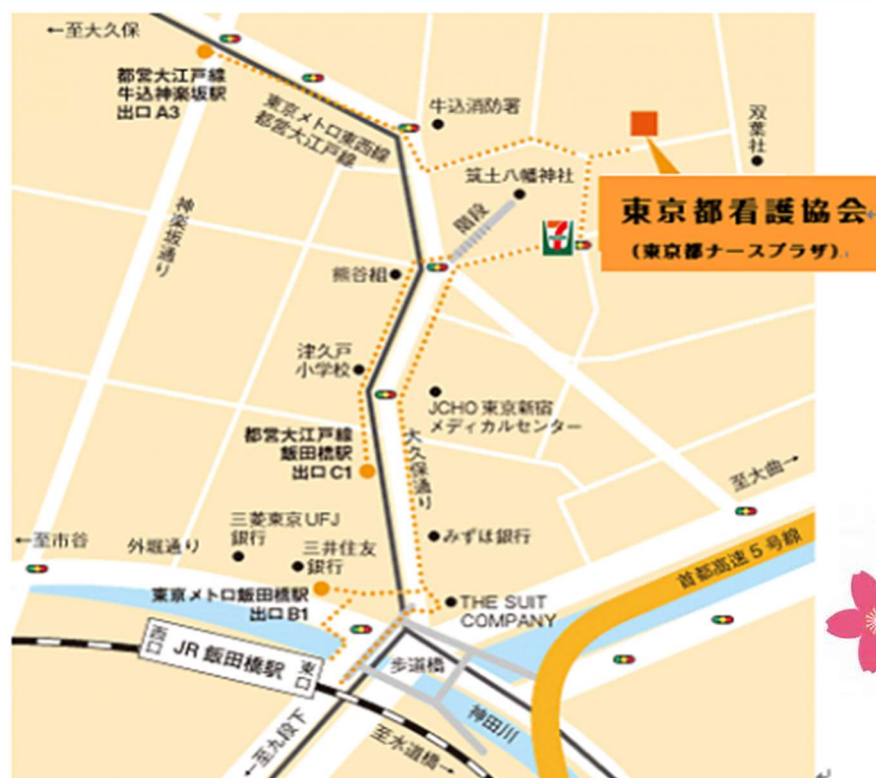 ←至大久保
都営大江戸線
牛込神楽坂駅
出口A3
東京メトロ東西線
都営大江戸線
牛込消防署
双葉社
筑土八幡神社
階段
東京都看護協会
(東京都ナースプラザ)
7
神楽坂通り
熊谷組
津久戸
小学校
JCHO 東京新宿
メディカルセンター
都営大江戸線
飯田橋駅
出口C1
大久保通り
至大曲→
三菱東京UFJ
銀行
みずほ銀行
←至市谷
外堀通り
三井住友
銀行
首都高速5号線
東京メトロ飯田橋駅
出口B1
THE SUIT
COMPANY
西口
JR 飯田橋駅
東口
歩道橋
神田川
←至九段下
至水道橋→